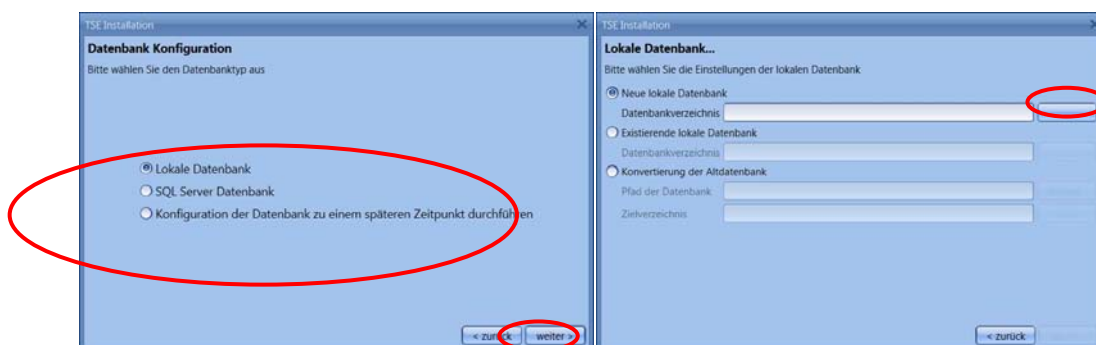 TSE Installation
Datenbank Konfiguration
Bitte wählen Sie den Datenbanktyp aus
Lokale Datenbank
SQL Server Datenbank
Konfiguration der Datenbank zu einem späteren Zeitpunkt durchführen
< zurück weiter >
TSE Installation
Lokale Datenbank...
Bitte wählen Sie die Einstellungen der lokalen Datenbank
Neue lokale Datenbank
Datenbankverzeichnis
Existierende lokale Datenbank
Datenbankverzeichnis
Konvertierung der Altdatenbank
Pfad der Datenbank
Zielverzeichnis
< zurück